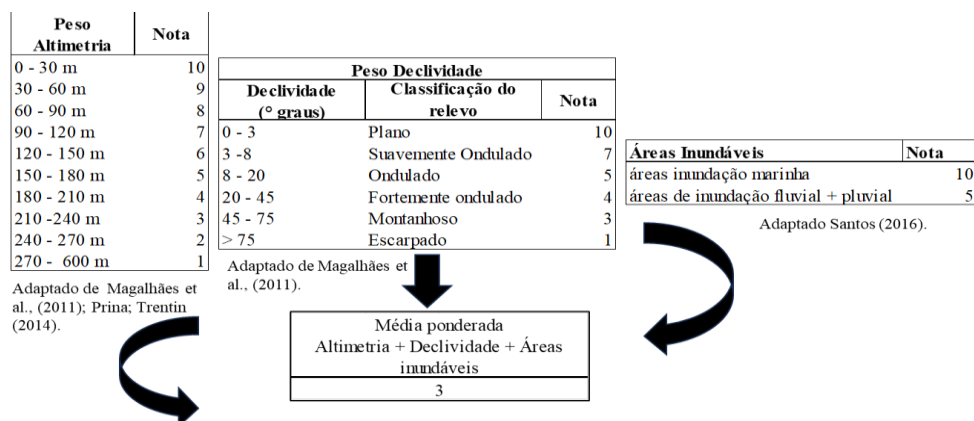 Peso
Altimetria Nota
0 - 30 m 10
30 - 60 m 9
60 - 90 m 8
90 - 120 m 7
120 - 150 m 6
150 - 180 m 5
180 - 210 m 4
210 -240 m 3
240 - 270 m 2
270 - 600 m 1
Adaptado de Magalhães et
al., (2011); Prina; Trentin
(2014).
Peso Declividade
Declividade
(° graus) Classificação do
relevo Nota
0 - 3 Plano 10
3 -8 Suavemente Ondulado 7
8 - 20 Ondulado 5
20 - 45 Fortemente ondulado 4
45 - 75 Montanhoso 3
> 75 Escarpado 1
Adaptado de Magalhães et
al., (2011).
Áreas Inundáveis Nota
áreas inundação marinha 10
áreas de inundação fluvial + pluvial 5
Adaptado Santos (2016).
Média ponderada
Altimetria + Declividade + Áreas
inundáveis
3